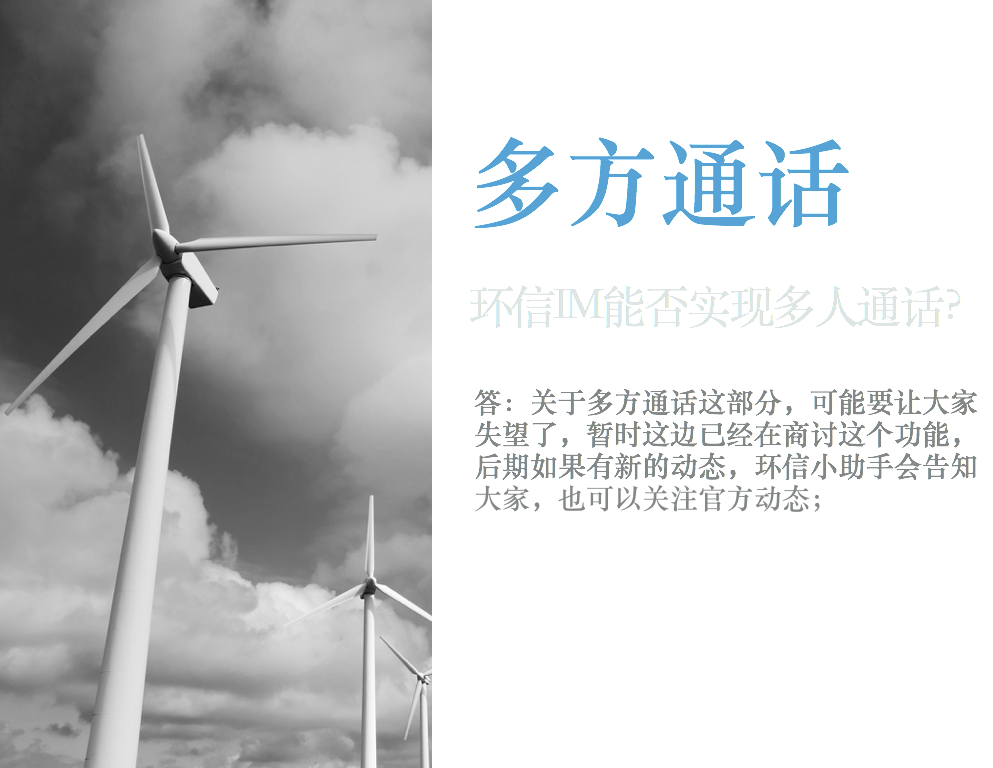 多方通话
环信IM能否实现多人通话?
答：关于多方通话这部分，可能要让大家
失望了，暂时这边已经在商讨这个功能，
后期如果有新的动态，环信小助手会告知
大家，也可以关注官方动态；